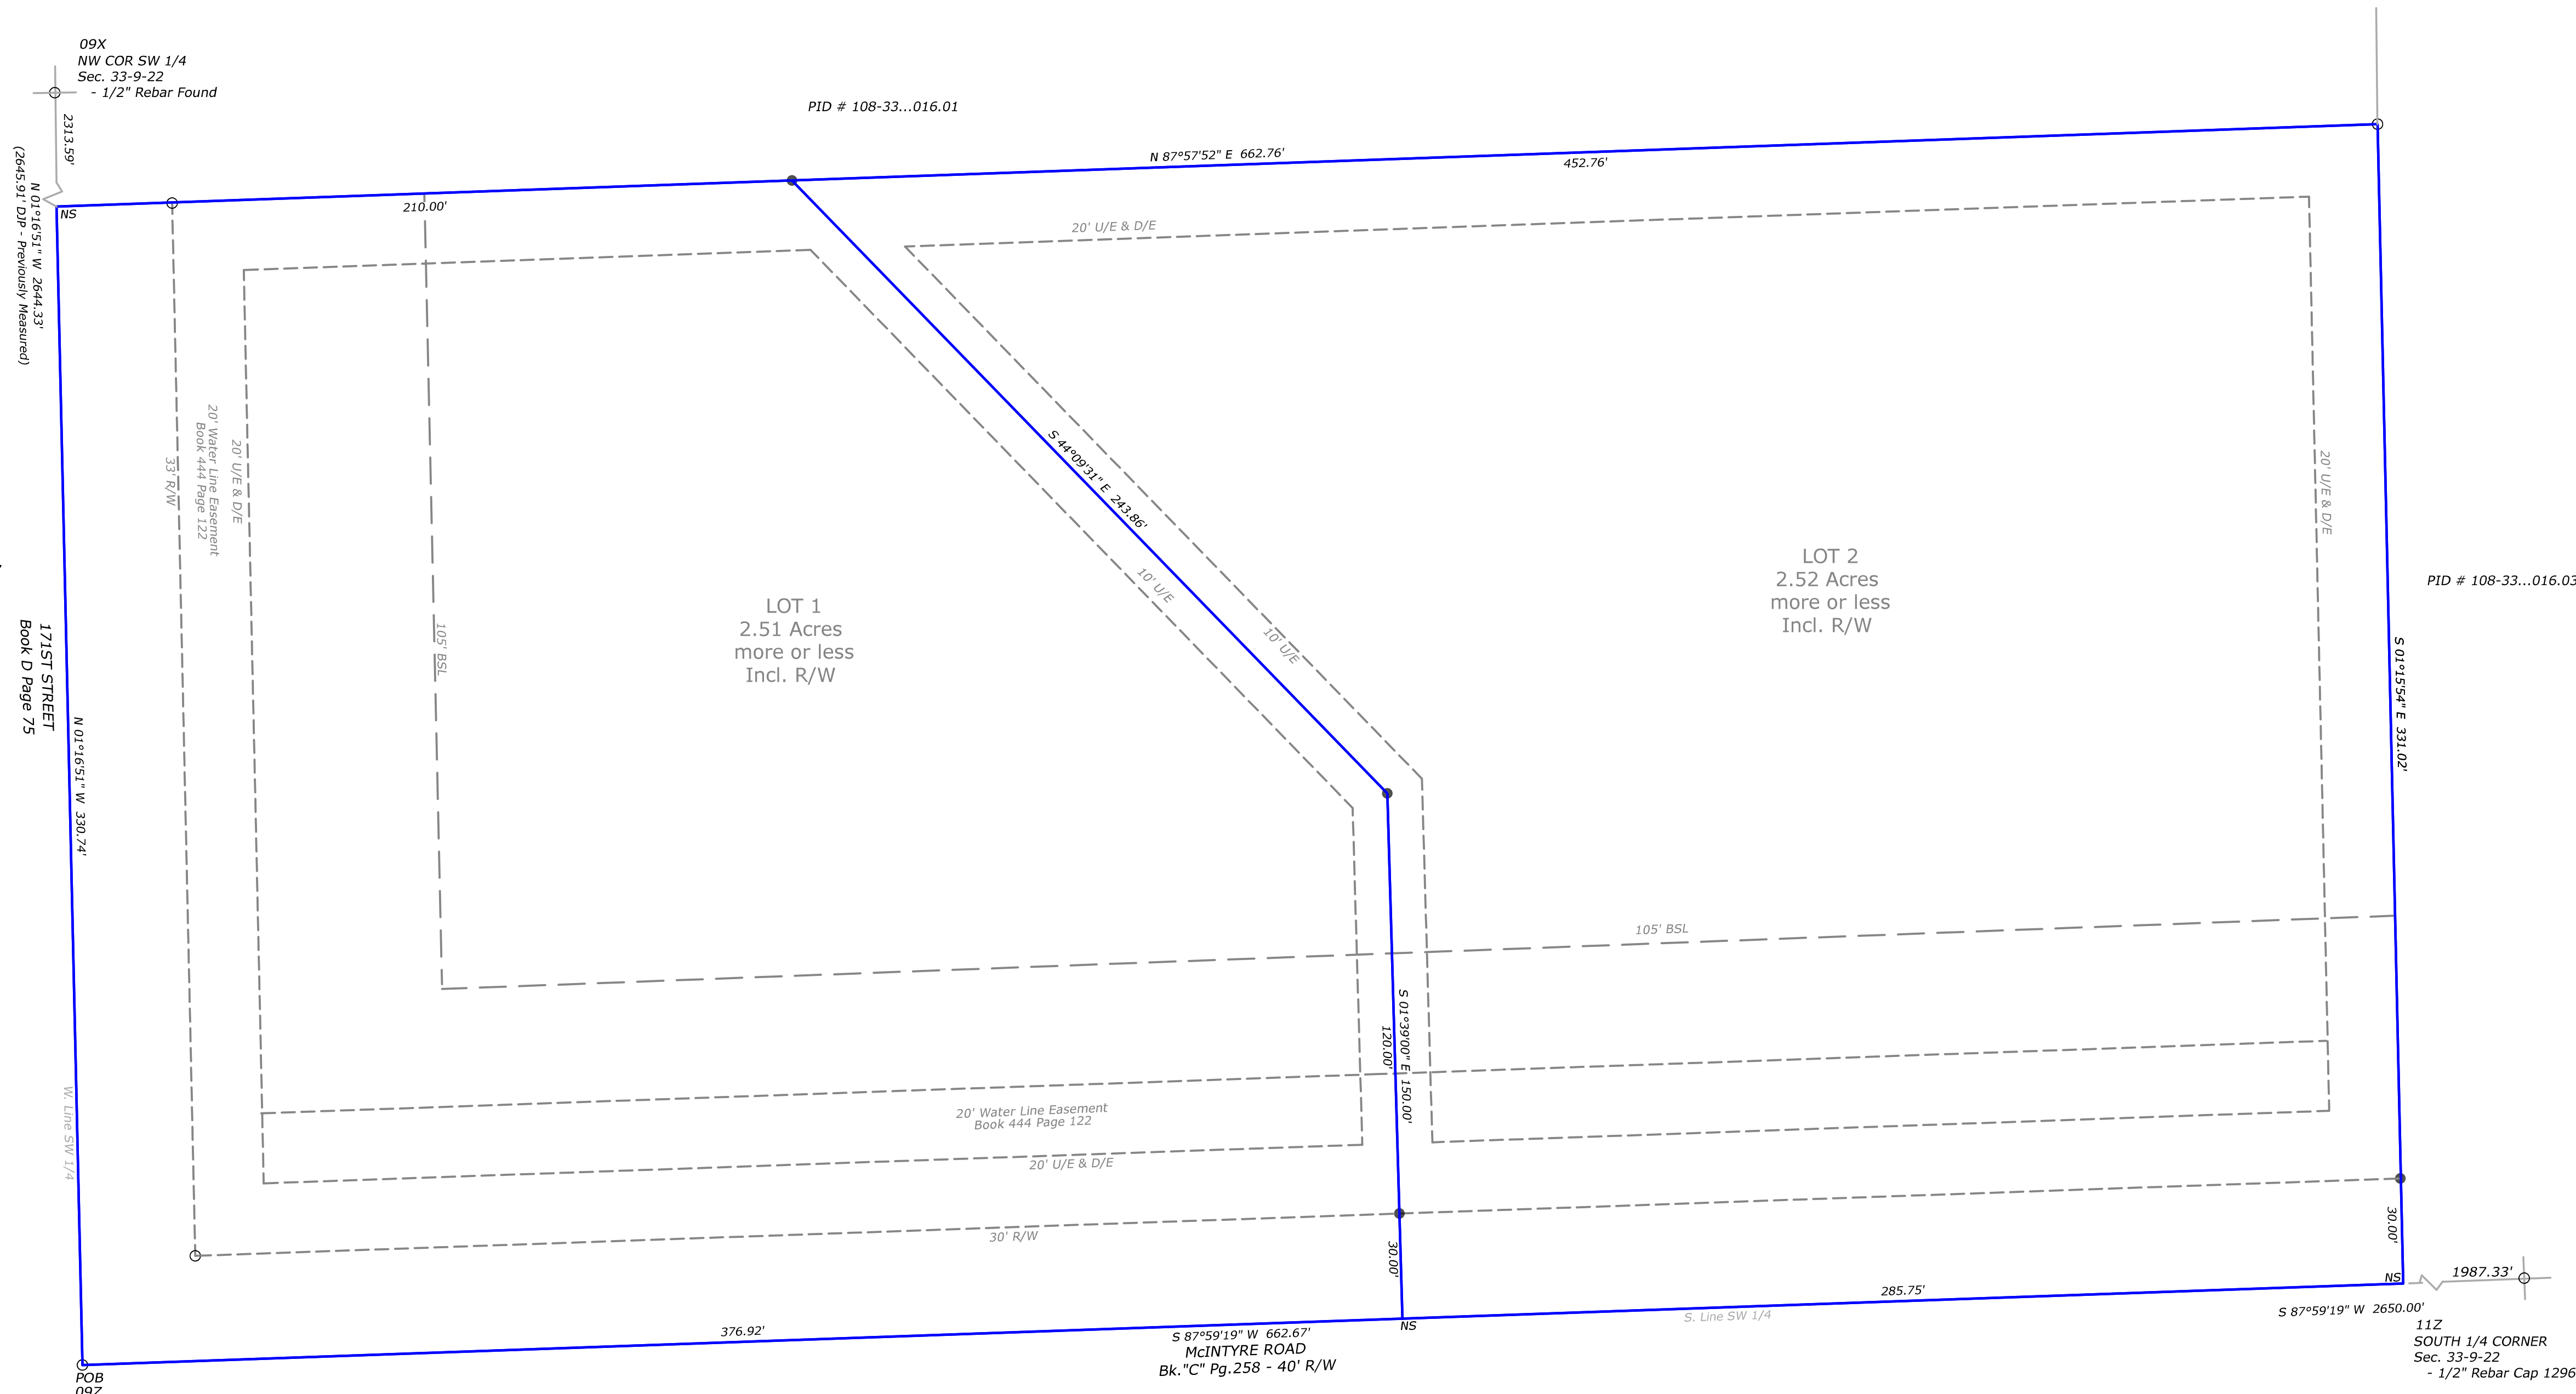 09X
NW COR SW 1/4
Sec. 33-9-22
- 1/2" Rebar Found
2313.59'
N 01°16'51" W  2644.33'
(2645.91' DJP - Previously Measured)
NS
PID # 108-33...016.01
N 87°57'52" E  662.76'
210.00'
452.76'
20' U/E & D/E
33' R/W
20' Water Line Easement
Book 444 Page 122
20' U/E & D/E
105' BSL
S 44°09'31" E  243.86'
10' U/E
10' U/E
LOT 1
2.51 Acres
more or less
Incl. R/W
LOT 2
2.52 Acres
more or less
Incl. R/W
20' U/E & D/E
PID # 108-33...016.03
S 01°15'54" E  331.02'
171ST STREET
Book D Page 75
N 01°16'51" W  330.74'
W. Line SW 1/4
105' BSL
S 01°39'00" E  150.00'
120.00'
20' Water Line Easement
Book 444 Page 122
20' U/E & D/E
30' R/W
30.00'
30.00'
NS
1987.33'
285.75'
S. Line SW 1/4
S 87°59'19" W  2650.00'
376.92'
NS
S 87°59'19" W  662.67'
McINTYRE ROAD
Bk."C" Pg.258 - 40' R/W
11Z
SOUTH 1/4 CORNER
Sec. 33-9-22
- 1/2" Rebar Cap 1296
POB
09Z